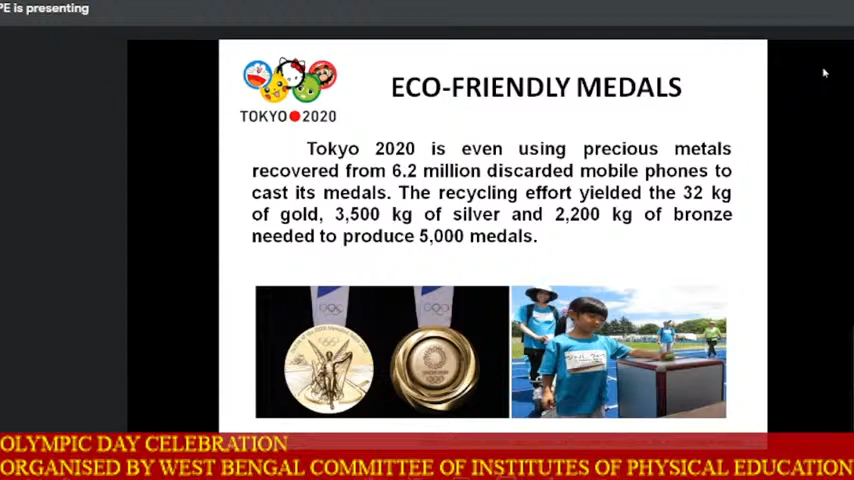 PE is presenting
ECO-FRIENDLY MEDALS
TOKYO 2020
Tokyo 2020 is even using precious metals
recovered from 6.2 million discarded mobile phones to
cast its medals. The recycling effort yielded the 32 kg
of gold, 3,500 kg of silver and 2,200 kg of bronze
needed to produce 5,000 medals.
OLYMPIC DAY CELEBRATION
ORGANISED BY WEST BENGAL COMMITTEE OF INSTITUTES OF PHYSICAL EDUCATION